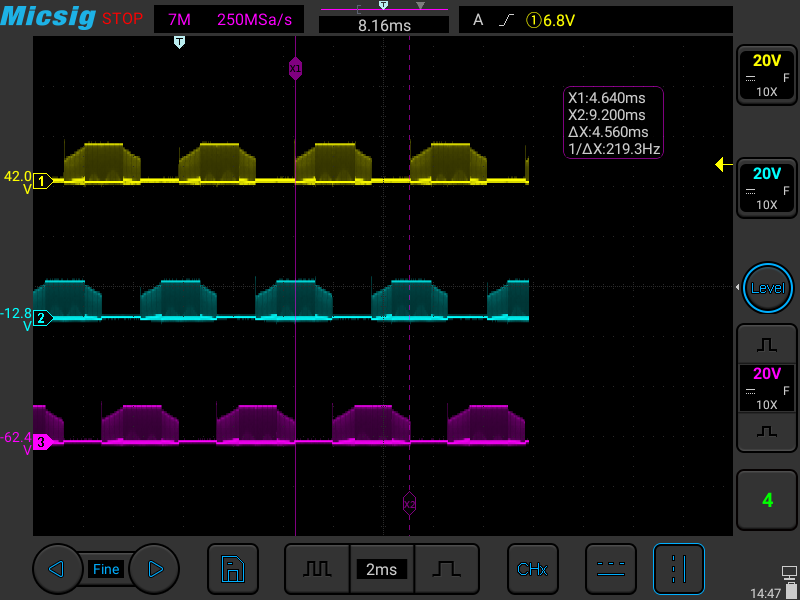 Micsig STOP 7M 250MSa/s 8.16ms A ①6.8V
T
T
X1
20V
F
10X
X1:4.640ms
X2:9.200ms
ΔX:4.560ms
1/ΔX:219.3Hz
42.0
V
1
20V
F
10X
-12.8
V
2
Level
20V
F
10X
-62.4
V
3
X2
4
Fine
2ms
CHx
14:47